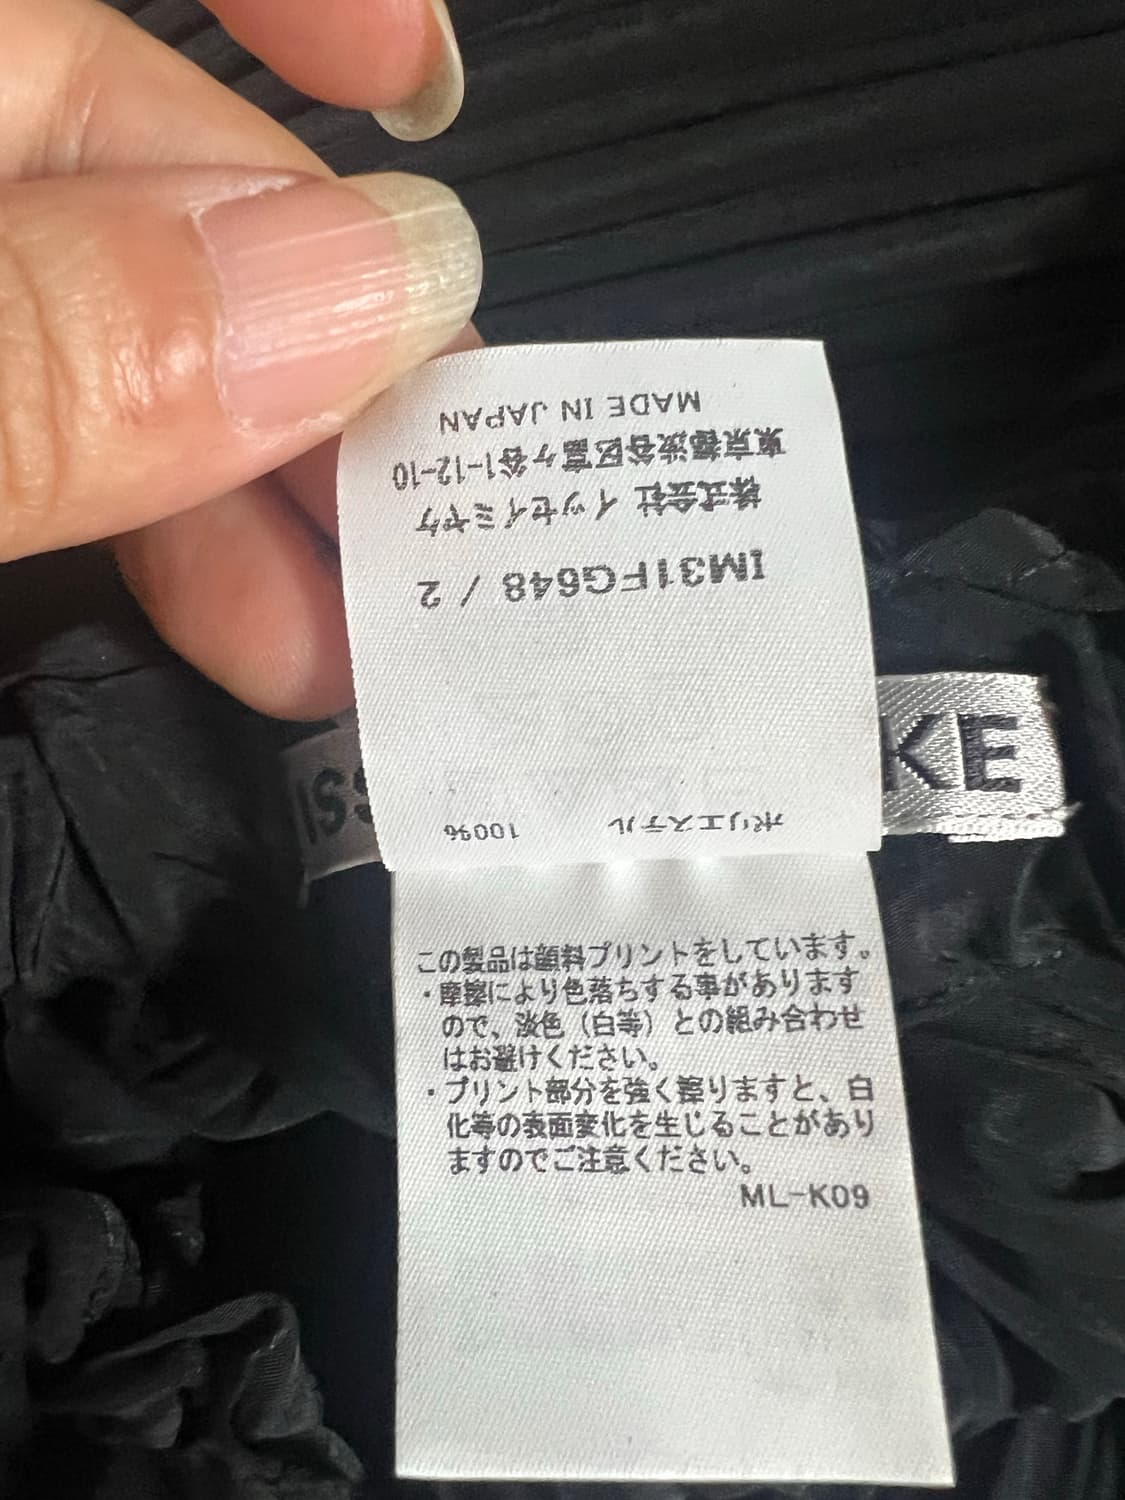 MADE IN JAPAN
東京都渋谷区富ヶ谷1-12-10
株式会社 イッセイミヤケ
IM31FG648 / 2
ISS
KE
ポリエステル 100%
この製品は顔料プリントをしています。
・摩擦により色落ちする事があります
ので、淡色（白等）との組み合わせ
はお避けください。
・プリント部分を強く擦りますと、白
化等の表面変化を生じることがあり
ますのでご注意ください。
ML-K09